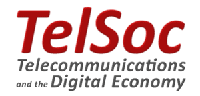 TelSoc
Telecommunications
and the Digital Economy